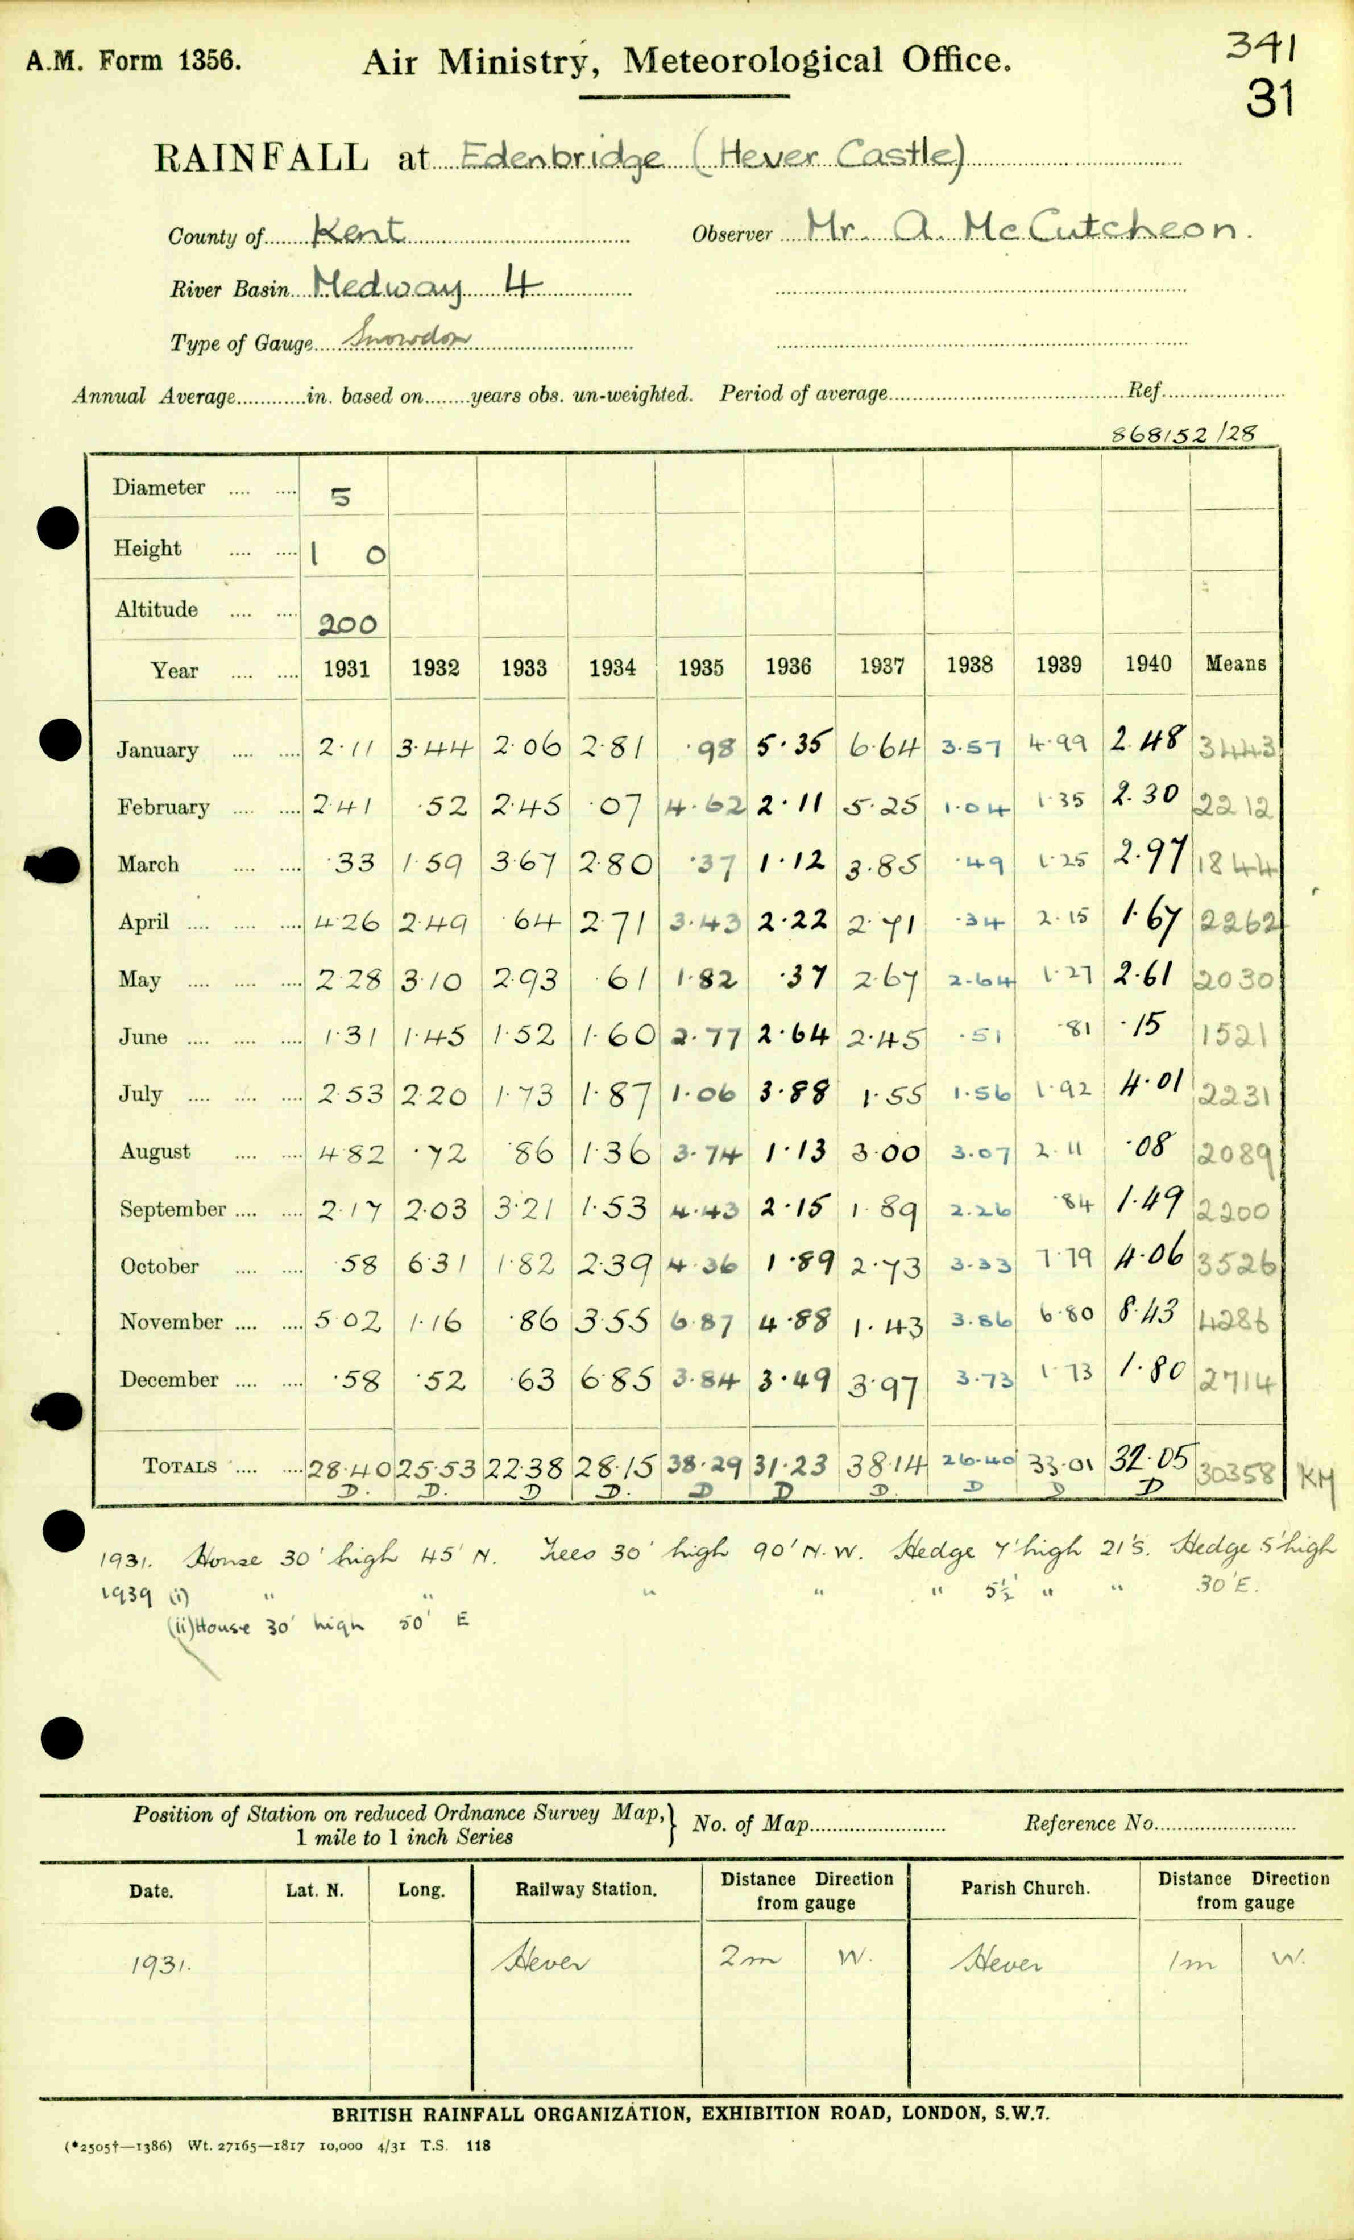 A.M. Form 1356. Air Ministry, Meteorological Office. 341
31
RAINFALL at Edenbridge (Hever Castle)
County of Kent Observer Mr. A. McCutcheon.
River Basin Medway 4
Type of Gauge Snowdon
Annual Average in. based on years obs. un-weighted. Period of average Ref.
868152/28
Diameter 5
Height 1 0
Altitude 200
Year 1931 1932 1933 1934 1935 1936 1937 1938 1939 1940 Means
January 2.11 3.44 2.06 2.81 .98 5.35 6.64 3.57 4.99 2.48 3443
February 2.41 .52 2.45 .07 4.62 2.11 5.25 1.04 1.35 2.30 2212
March .33 1.59 3.67 2.80 .37 1.12 3.85 .49 1.25 2.97 1844
April 4.26 2.49 .64 2.71 3.43 2.22 2.71 .34 2.15 1.67 2262
May 2.28 3.10 2.93 .61 1.82 .37 2.67 2.64 1.27 2.61 2030
June 1.31 1.45 1.52 1.60 2.77 2.64 2.45 .51 .81 .15 1521
July 2.53 2.20 1.73 1.87 1.06 3.88 1.55 1.56 1.92 4.01 2231
August 4.82 .72 .86 1.36 3.74 1.13 3.00 3.07 2.11 .08 2089
September 2.17 2.03 3.21 1.53 4.43 2.15 1.89 2.26 .84 1.49 2200
October .58 6.31 1.82 2.39 4.36 1.89 2.73 3.33 7.79 4.06 3526
November 5.02 1.16 .86 3.55 6.87 4.88 1.43 3.86 6.80 8.43 4286
December .58 .52 .63 6.85 3.84 3.49 3.97 3.73 1.73 1.80 2714
TOTALS 28.40 25.53 22.38 28.15 38.29 31.23 38.14 26.40 33.01 32.05 30358 KM
D. D. D D. D D D. D D D
1931. House 30' high 45' N. Trees 30' high 90' N.W. Hedge 7' high 21' S. Hedge 5' high
1939 (i) " " " " " 5½' " " 30' E.
(ii) House 30' high 50' E
Position of Station on reduced Ordnance Survey Map, No. of Map Reference No.
1 mile to 1 inch Series
Date. Lat. N. Long. Railway Station. Distance Direction from gauge Parish Church. Distance Direction from gauge
1931. Hever 2m W. Hever 1m W.
BRITISH RAINFALL ORGANIZATION, EXHIBITION ROAD, LONDON, S.W.7.
(*2505†—1386) Wt. 27165—1817 10,000 4/31 T.S. 118